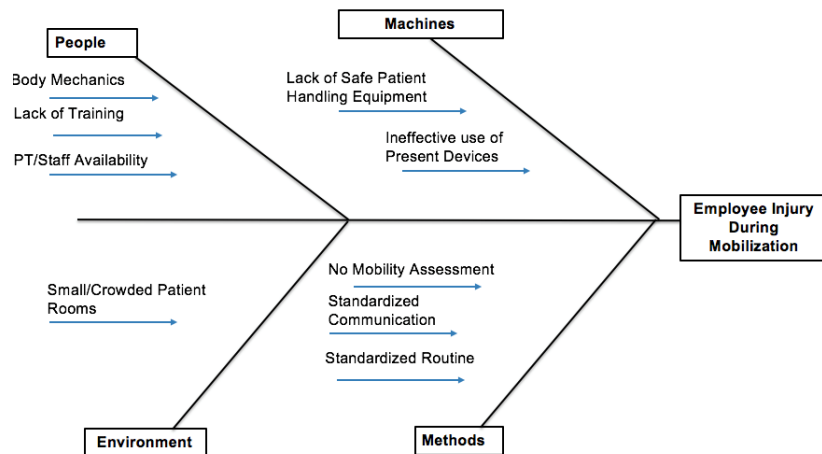 Machines
People
Body Mechanics
Lack of Training
PT/Staff Availability
Lack of Safe Patient
Handling Equipment
Ineffective use of
Present Devices
Employee Injury
During
Mobilization
Small/Crowded Patient
Rooms
No Mobility Assessment
Standardized
Communication
Standardized Routine
Environment
Methods